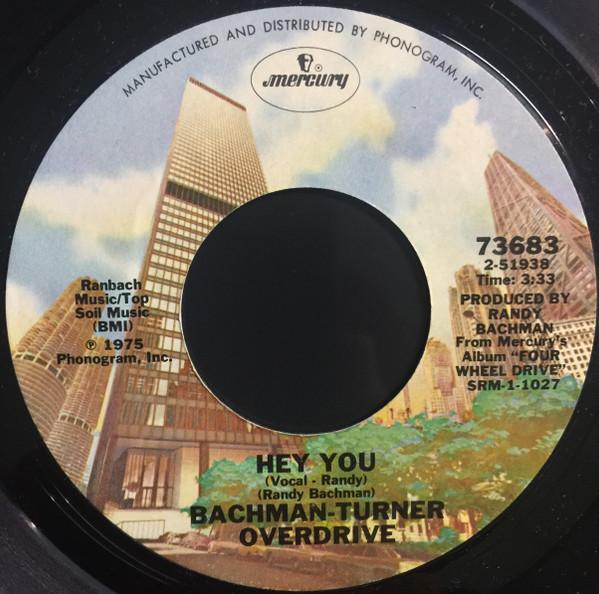 MANUFACTURED AND DISTRIBUTED BY PHONOGRAM, INC.
mercury
73683
2-51938
Time: 3:33
PRODUCED BY
RANDY
BACHMAN
From Mercury's
Album "FOUR
WHEEL DRIVE"
SRM-1-1027
Ranbach
Music/Top
Soil Music
(BMI)
℗ 1975
Phonogram, Inc.
HEY YOU
(Vocal - Randy)
(Randy Bachman)
BACHMAN-TURNER
OVERDRIVE